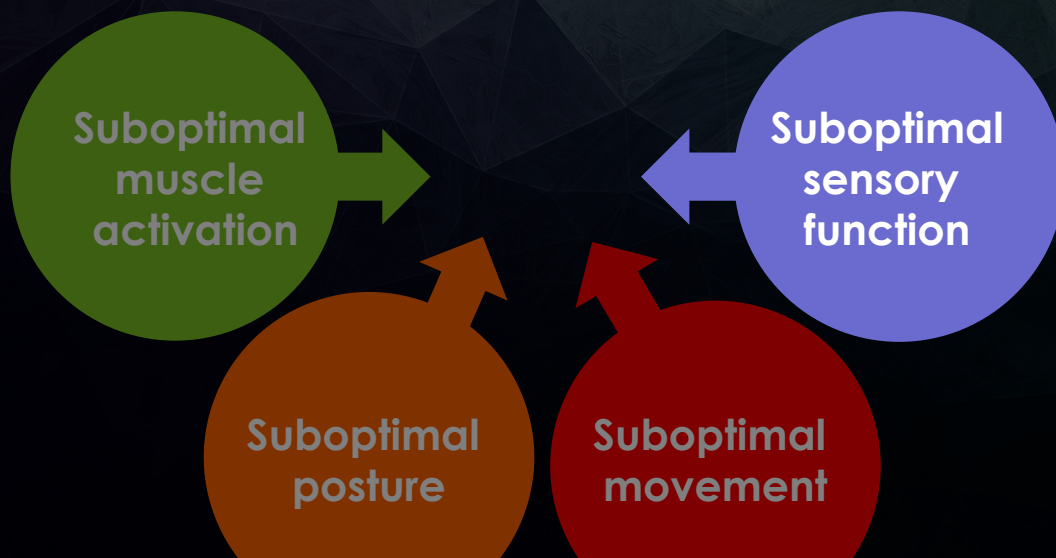 Suboptimal
muscle
activation
Suboptimal
sensory
function
Suboptimal
posture
Suboptimal
movement